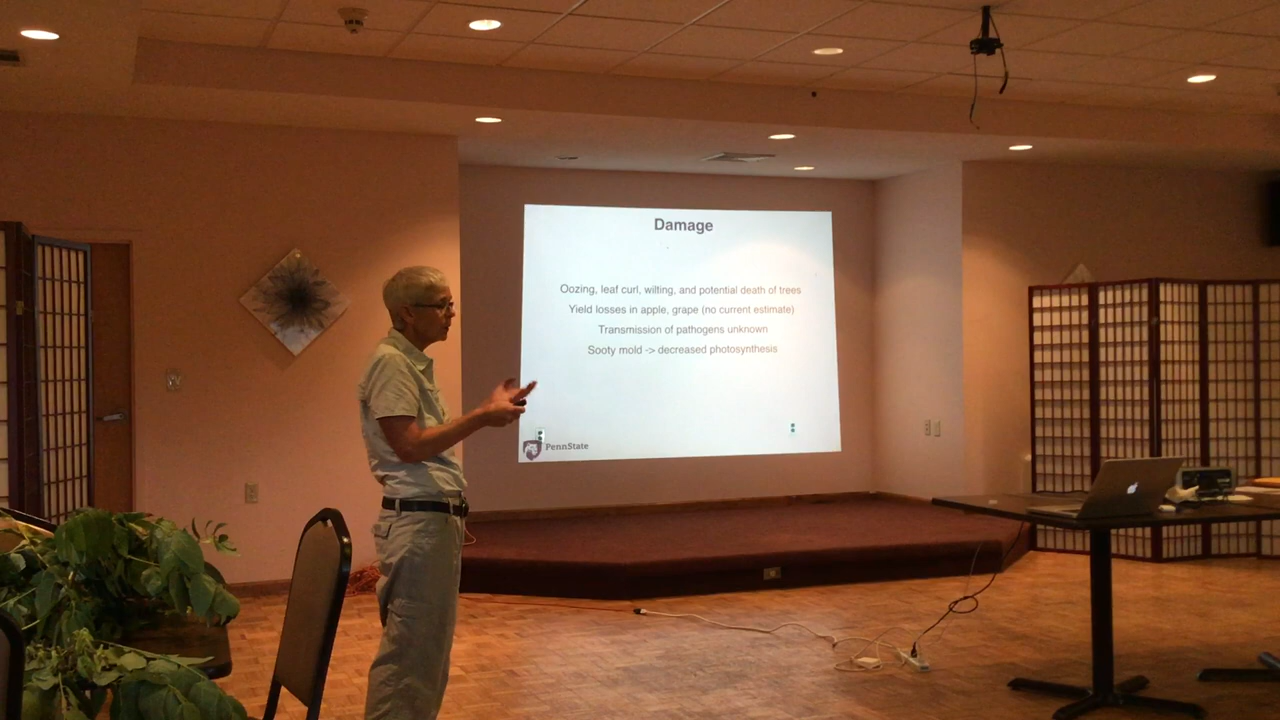 Damage
Oozing, leaf curl, wilting, and potential death of trees
Yield losses in apple, grape (no current estimate)
Transmission of pathogens unknown
Sooty mold -> decreased photosynthesis
PennState